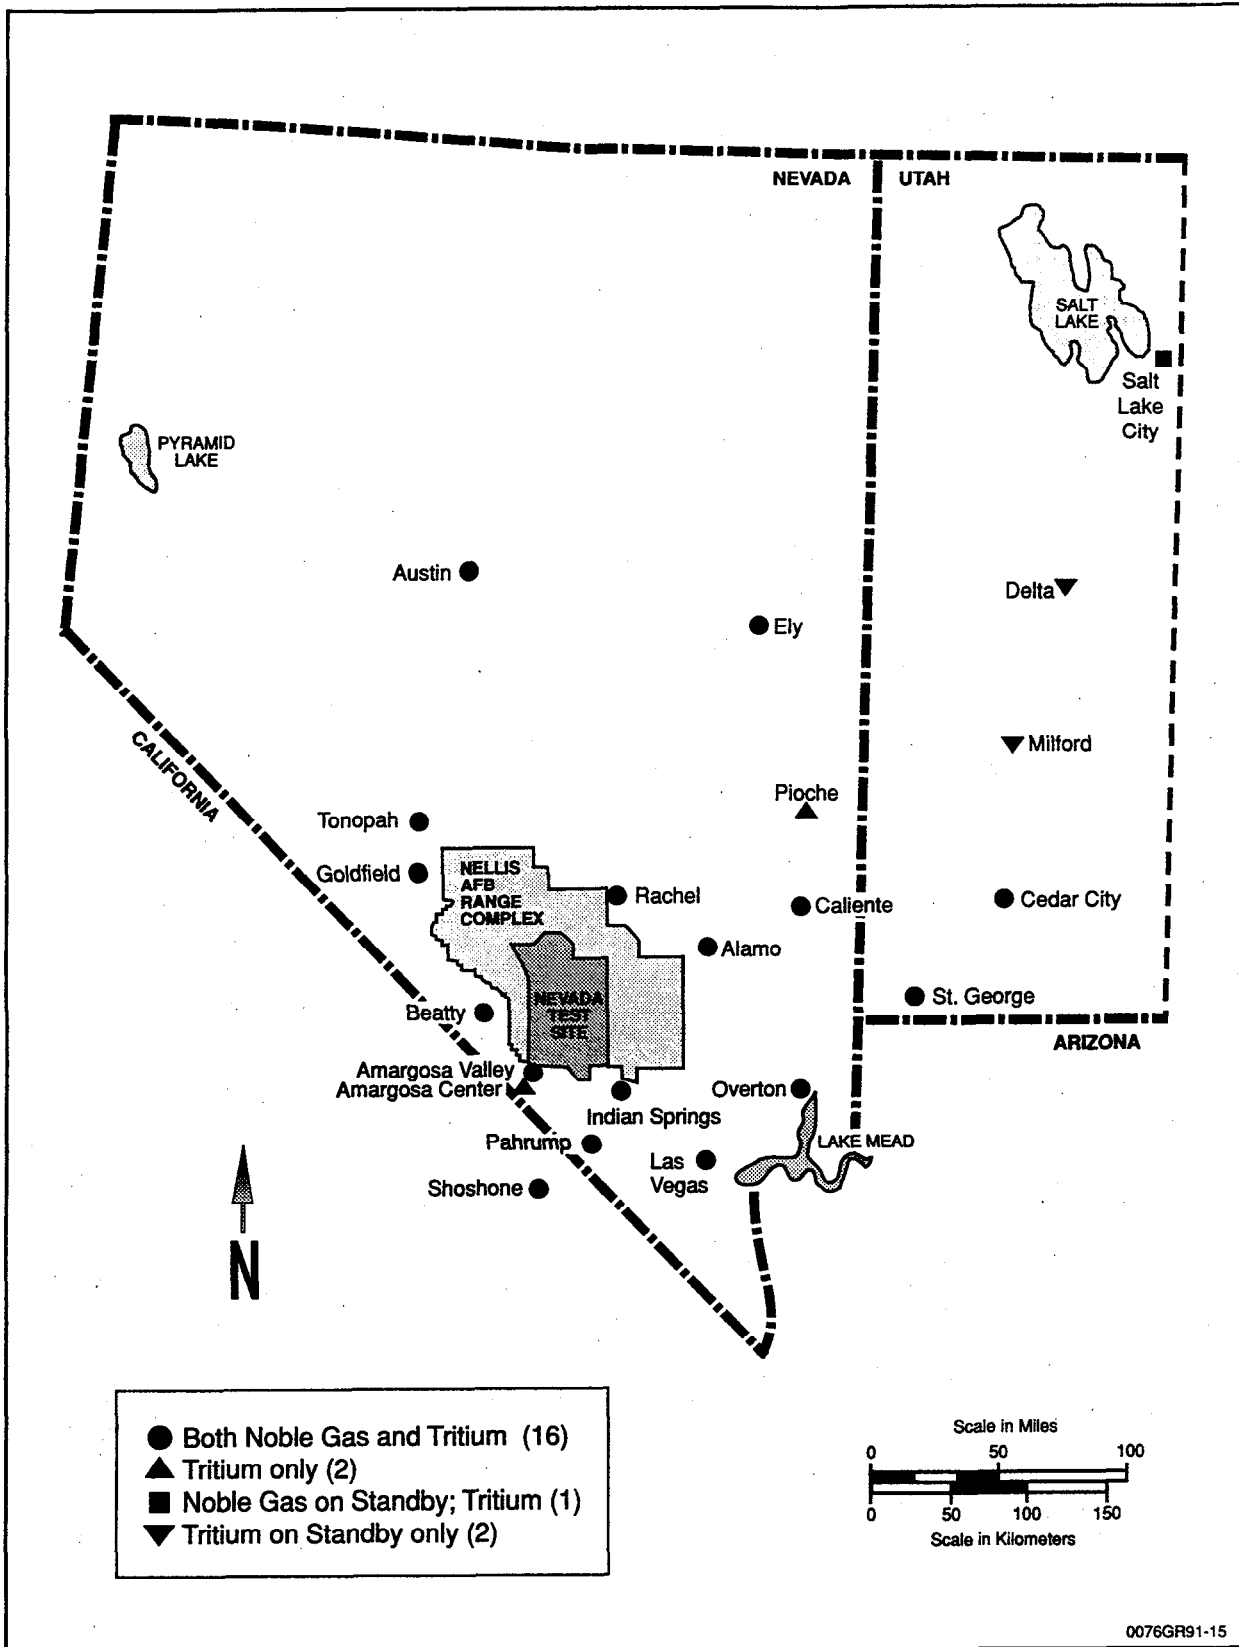 NEVADA
UTAH
SALT
LAKE
Salt
Lake
City
PYRAMID
LAKE
Austin
Delta
Ely
CALIFORNIA
Milford
Pioche
Tonopah
Goldfield
NELLIS
AFB
RANGE
COMPLEX
Rachel
Caliente
Cedar City
Alamo
NEVADA
TEST
SITE
St. George
Beatty
ARIZONA
Amargosa Valley
Amargosa Center
Overton
Indian Springs
Pahrump
LAKE MEAD
Las
Vegas
Shoshone
N
Both Noble Gas and Tritium (16)
Tritium only (2)
Noble Gas on Standby; Tritium (1)
Tritium on Standby only (2)
Scale in Miles
0 50 100
0 50 100 150
Scale in Kilometers
0076GR91-15